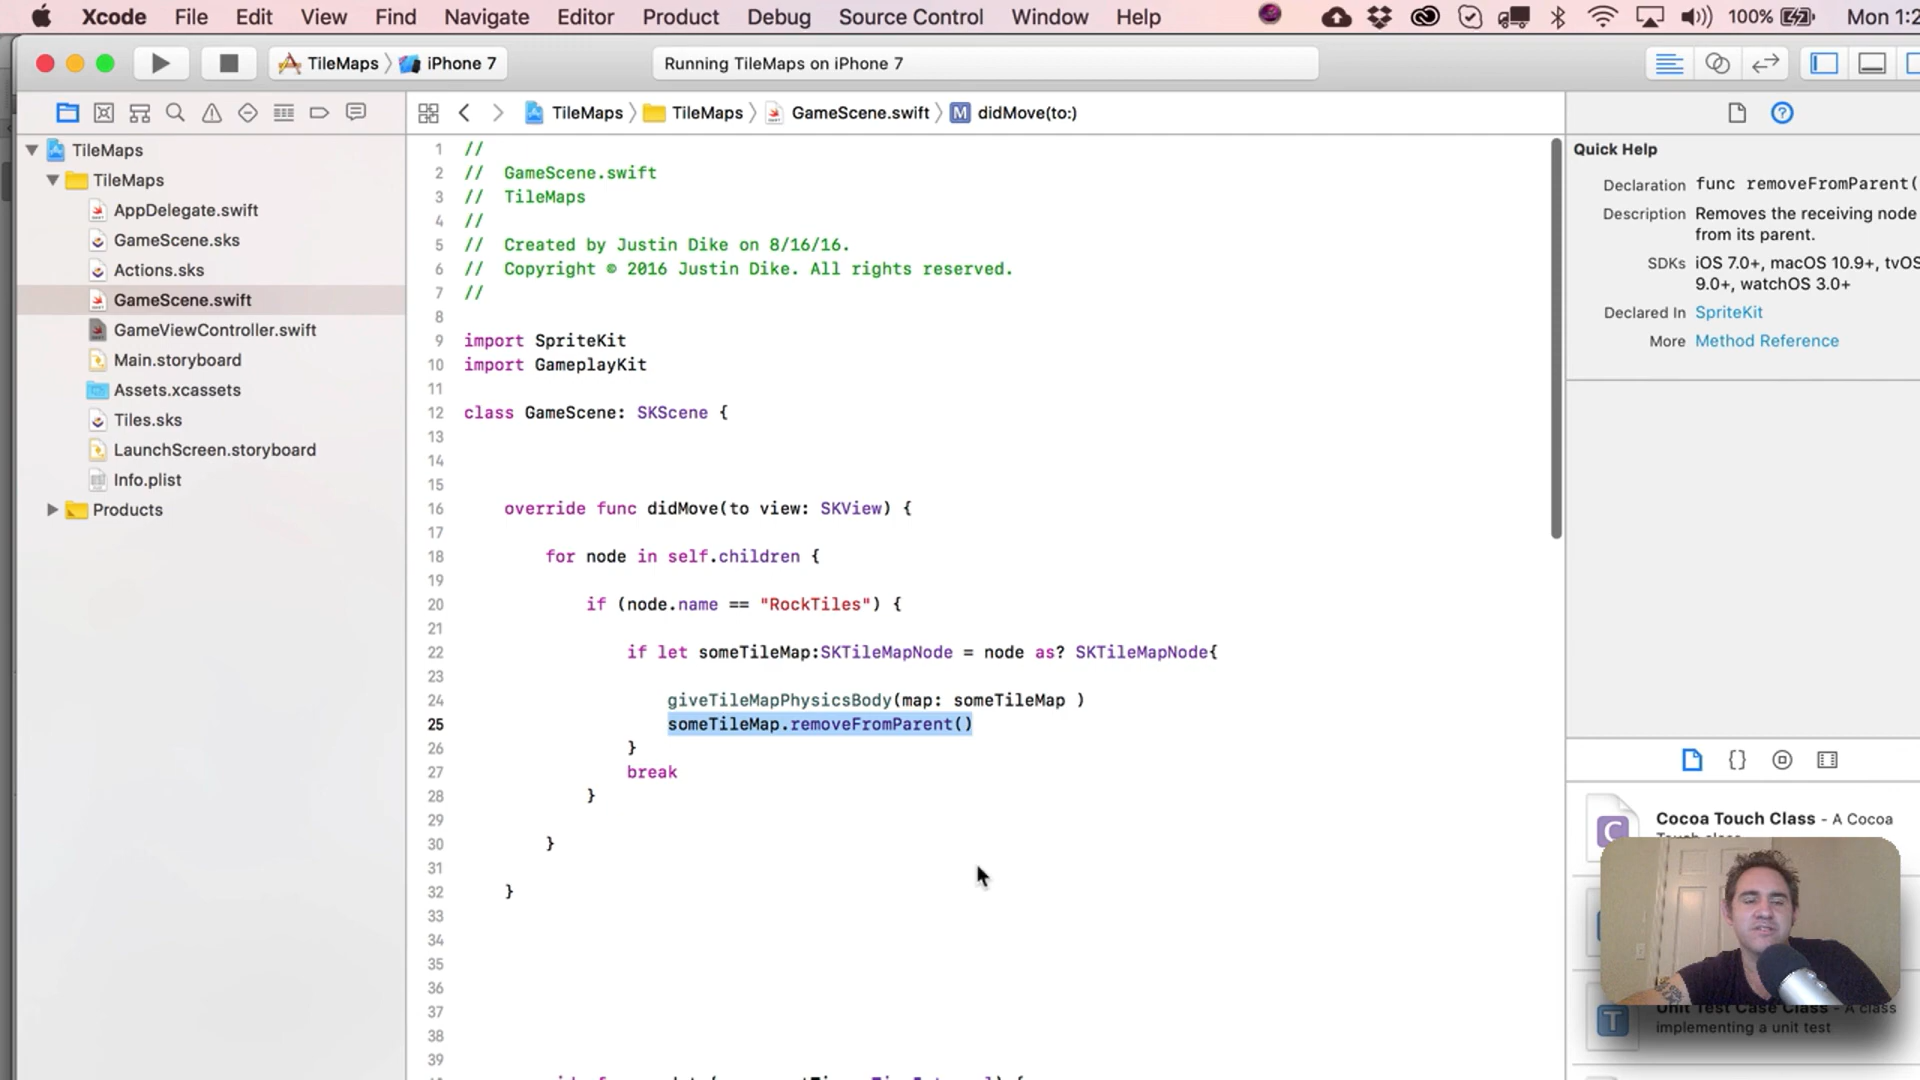 Xcode File Edit View Find Navigate Editor Product Debug Source Control Window Help 100% Mon 1:2
TileMaps iPhone 7
Running TileMaps on iPhone 7
TileMaps TileMaps GameScene.swift M didMove(to:)
TileMaps
TileMaps
AppDelegate.swift
GameScene.sks
Actions.sks
GameScene.swift
GameViewController.swift
Main.storyboard
Assets.xcassets
Tiles.sks
LaunchScreen.storyboard
Info.plist
Products
1 //
2 // GameScene.swift
3 // TileMaps
4 //
5 // Created by Justin Dike on 8/16/16.
6 // Copyright © 2016 Justin Dike. All rights reserved.
7 //
8
9 import SpriteKit
10 import GameplayKit
11
12 class GameScene: SKScene {
13
14
15
16 override func didMove(to view: SKView) {
17
18 for node in self.children {
19
20 if (node.name == "RockTiles") {
21
22 if let someTileMap:SKTileMapNode = node as? SKTileMapNode{
23
24 giveTileMapPhysicsBody(map: someTileMap )
25 someTileMap.removeFromParent()
26 }
27 break
28 }
29
30 }
31
32 }
33
34
35
36
37
38
39
Quick Help
Declaration func removeFromParent(
Description Removes the receiving node
from its parent.
SDKs iOS 7.0+, macOS 10.9+, tvOS
9.0+, watchOS 3.0+
Declared In SpriteKit
More Method Reference
{}
C
Cocoa Touch Class - A Cocoa
Touch class
T
Unit Test Case Class - A class
implementing a unit test